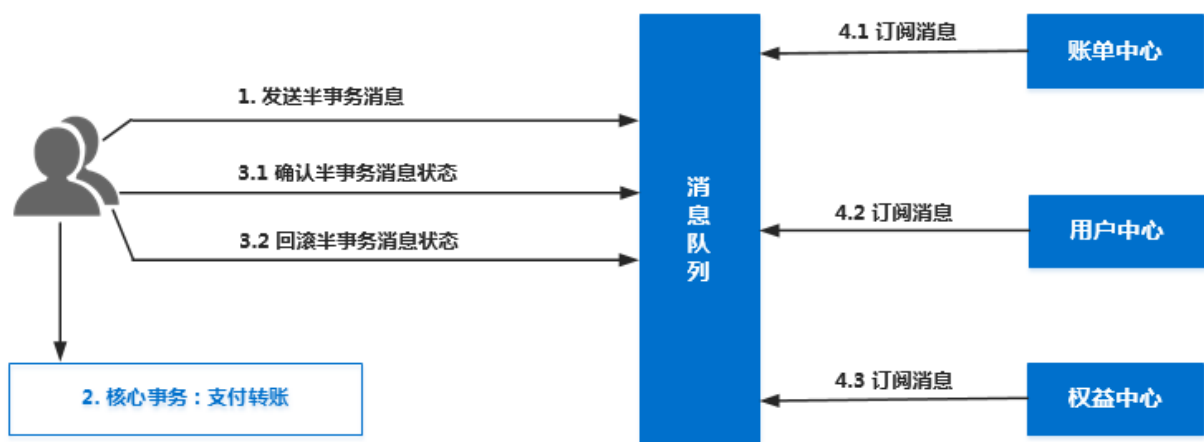 4.1 订阅消息
账单中心
1. 发送半事务消息
3.1 确认半事务消息状态
消息队列
4.2 订阅消息
用户中心
3.2 回滚半事务消息状态
2. 核心事务：支付转账
4.3 订阅消息
权益中心